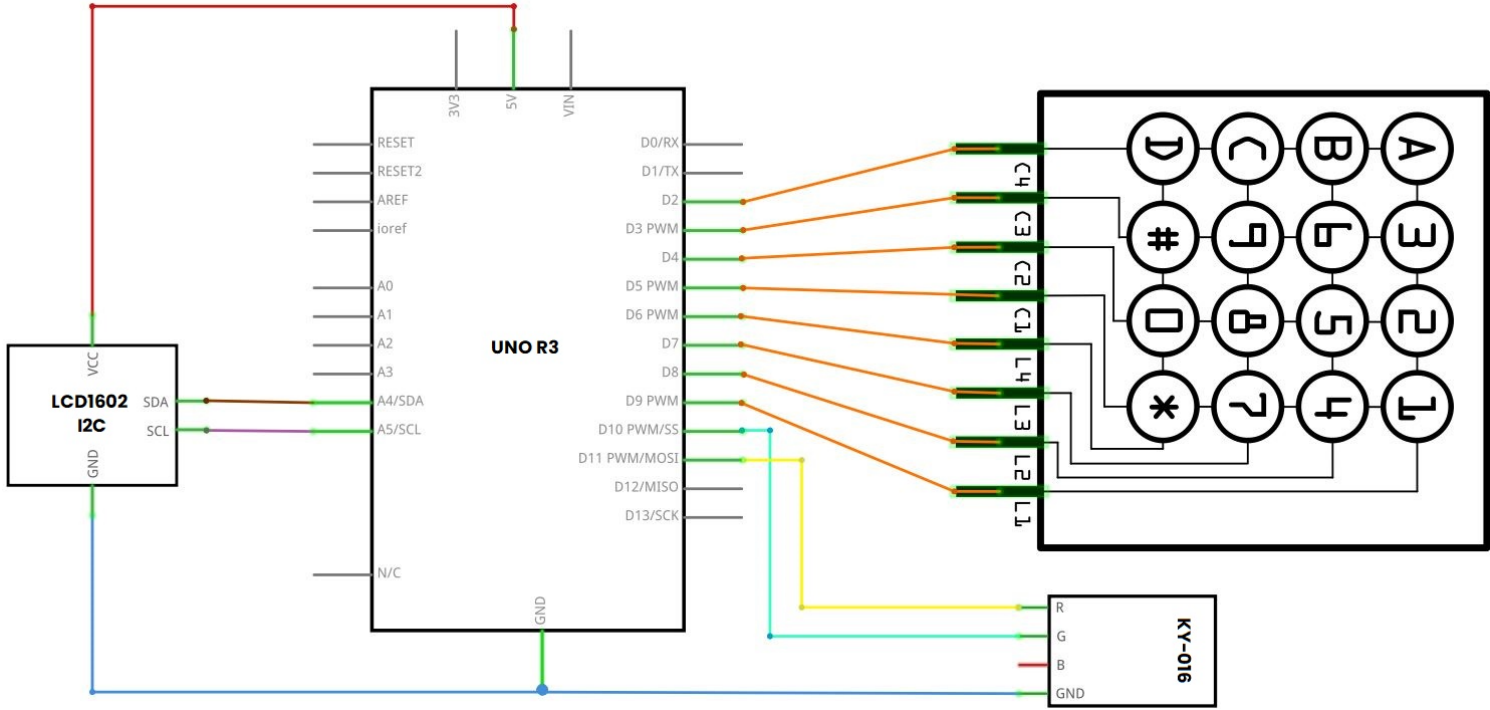 3V3
5V
VIN
RESET
RESET2
AREF
ioref
A0
A1
A2
A3
A4/SDA
A5/SCL
N/C
UNO R3
D0/RX
D1/TX
D2
D3 PWM
D4
D5 PWM
D6 PWM
D7
D8
D9 PWM
D10 PWM/SS
D11 PWM/MOSI
D12/MISO
D13/SCK
GND
VCC
LCD1602
I2C
SDA
SCL
GND
C4
C3
C2
C1
L4
L3
L2
L1
D C B A
# 9 6 3
0 8 5 2
* 7 4 1
R
G
B
GND
KY-016